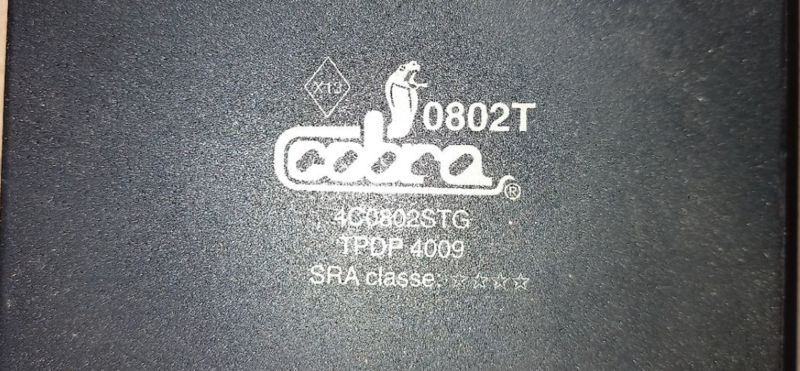 X13
0802T
cobra®
4C0802STG
TPDP 4009
SRA classe: ☆☆☆☆